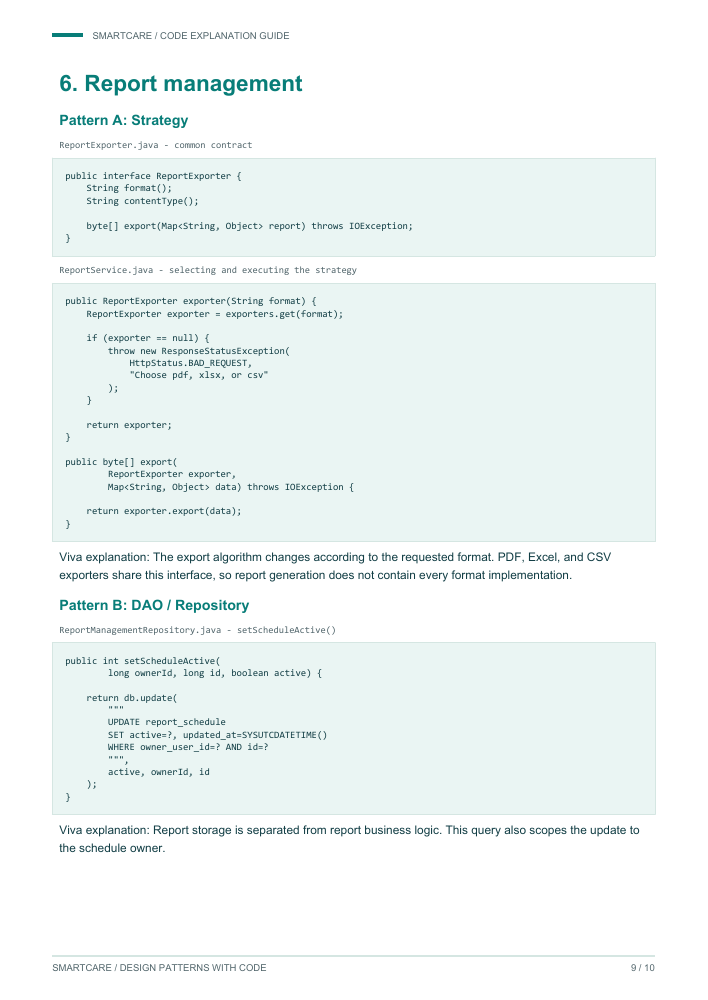 SMARTCARE / CODE EXPLANATION GUIDE
6. Report management
Pattern A: Strategy
ReportExporter.java - common contract
public interface ReportExporter {
    String format();
    String contentType();

    byte[] export(Map<String, Object> report) throws IOException;
}
ReportService.java - selecting and executing the strategy
public ReportExporter exporter(String format) {
    ReportExporter exporter = exporters.get(format);

    if (exporter == null) {
        throw new ResponseStatusException(
            HttpStatus.BAD_REQUEST,
            "Choose pdf, xlsx, or csv"
        );
    }

    return exporter;
}

public byte[] export(
        ReportExporter exporter,
        Map<String, Object> data) throws IOException {

    return exporter.export(data);
}
Viva explanation: The export algorithm changes according to the requested format. PDF, Excel, and CSV
exporters share this interface, so report generation does not contain every format implementation.
Pattern B: DAO / Repository
ReportManagementRepository.java - setScheduleActive()
public int setScheduleActive(
        long ownerId, long id, boolean active) {

    return db.update(
        """
        UPDATE report_schedule
        SET active=?, updated_at=SYSUTCDATETIME()
        WHERE owner_user_id=? AND id=?
        """,
        active, ownerId, id
    );
}
Viva explanation: Report storage is separated from report business logic. This query also scopes the update to
the schedule owner.
SMARTCARE / DESIGN PATTERNS WITH CODE
9 / 10